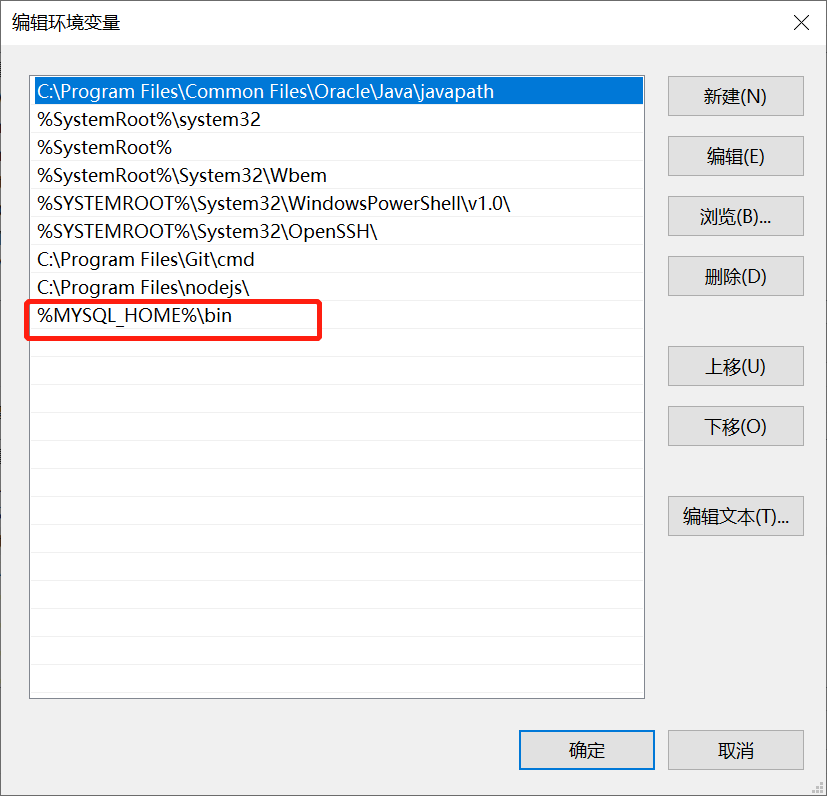 编辑环境变量
C:\Program Files\Common Files\Oracle\Java\javapath
%SystemRoot%\system32
%SystemRoot%
%SystemRoot%\System32\Wbem
%SYSTEMROOT%\System32\WindowsPowerShell\v1.0\
%SYSTEMROOT%\System32\OpenSSH\
C:\Program Files\Git\cmd
C:\Program Files\nodejs\
%MYSQL_HOME%\bin
新建(N)
编辑(E)
浏览(B)...
删除(D)
上移(U)
下移(O)
编辑文本(T)...
确定
取消